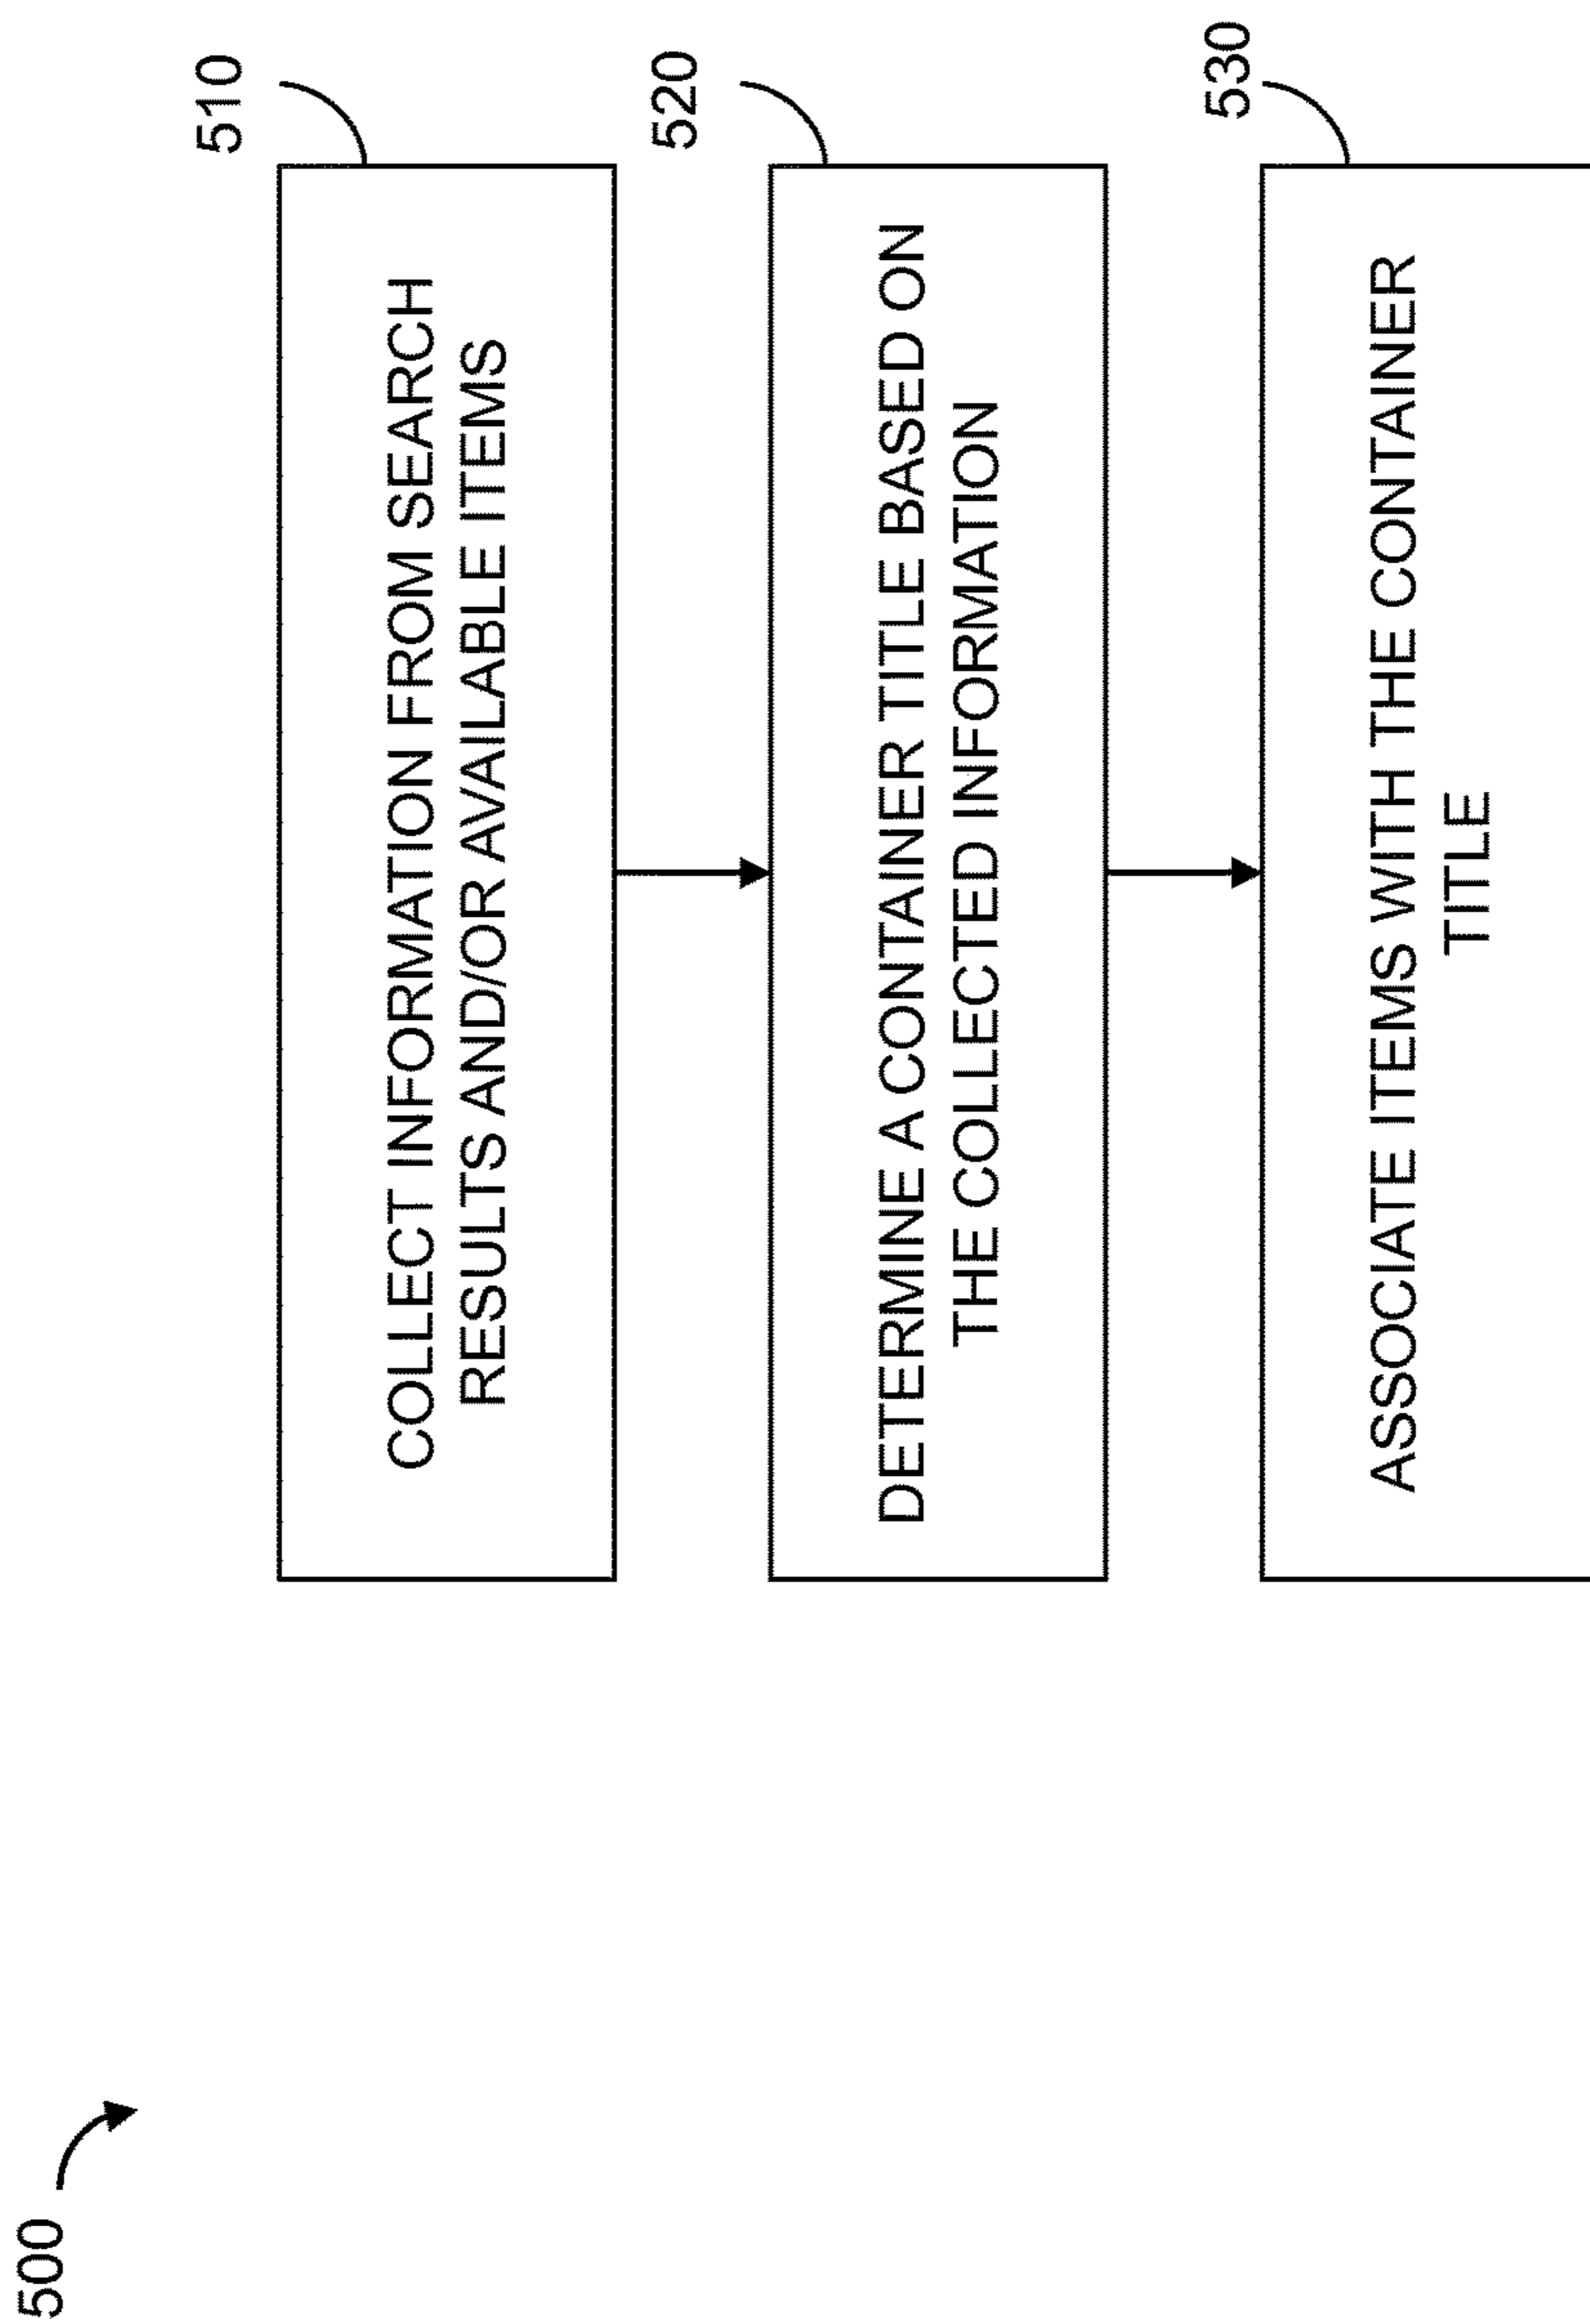 500
510
COLLECT INFORMATION FROM SEARCH
RESULTS AND/OR AVAILABLE ITEMS
520
DETERMINE A CONTAINER TITLE BASED ON
THE COLLECTED INFORMATION
530
ASSOCIATE ITEMS WITH THE CONTAINER
TITLE